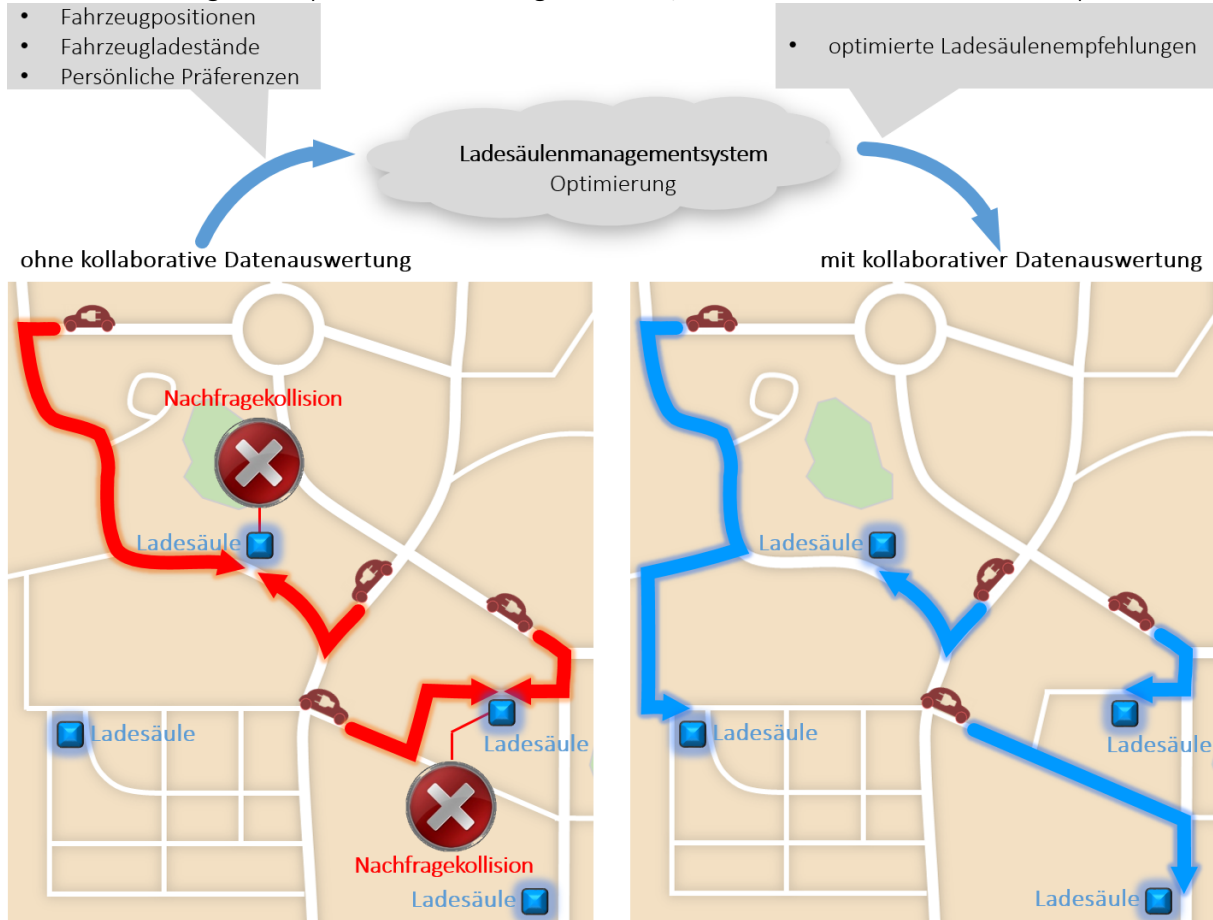 • Fahrzeugpositionen
• Fahrzeugladestände
• Persönliche Präferenzen
• optimierte Ladesäulenempfehlungen
Ladesäulenmanagementsystem
Optimierung
ohne kollaborative Datenauswertung
mit kollaborativer Datenauswertung
Nachfragekollision
Ladesäule
Ladesäule
Ladesäule
Nachfragekollision
Ladesäule
Ladesäule
Ladesäule
Ladesäule
Ladesäule